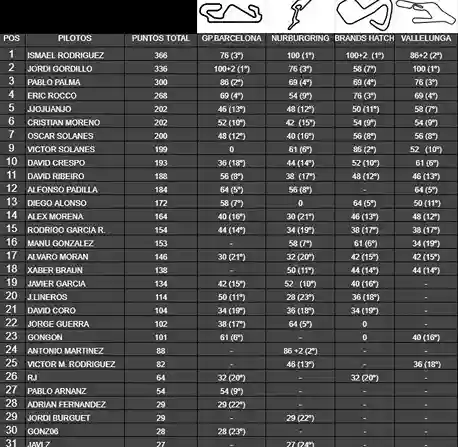 POS PILOTOS PUNTOS TOTAL GP.BARCELONA NURBURGRING BRANDS HATCH VALLELUNGA
1 ISMAEL RODRIGUEZ 366 76 (3º) 100 (1º) 100+2 (1º) 86+2 (2º)
2 JORDI GORDILLO 336 100+2 (1º) 76 (3º) 58 (7º) 100 (1º)
3 PABLO PALMA 300 86 (2º) 69 (4º) 69 (4º) 76 (3º)
4 ERIC ROCCO 268 69 (4º) 54 (9º) 76 (3º) 69 (4º)
5 JJOJUANJO 202 46 (13º) 48 (12º) 50 (11º) 58 (7º)
6 CRISTIAN MORENO 202 52 (10º) 42 (15º) 54 (9º) 54 (9º)
7 OSCAR SOLANES 200 48 (12º) 40 (16º) 56 (8º) 56 (8º)
9 VICTOR SOLANES 199 0 61 (6º) 86 (2º) 52 (10º)
10 DAVID CRESPO 193 36 (18º) 44 (14º) 52 (10º) 61 (6º)
11 DAVID RIBEIRO 188 56 (8º) 38 (17º) 48 (12º) 46 (13º)
12 ALFONSO PADILLA 184 64 (5º) 56 (8º) - 64 (5º)
13 DIEGO ALONSO 172 58 (7º) 0 64 (5º) 50 (11º)
14 ALEX MORENA 164 40 (16º) 30 (21º) 46 (13º) 48 (12º)
15 RODRIGO GARCIA R. 154 44 (14º) 34 (19º) 38 (17º) 38 (17º)
16 MANU GONZALEZ 153 - 58 (7º) 61 (6º) 34 (19º)
17 ALVARO MORAN 146 30 (21º) 32 (20º) 42 (15º) 42 (15º)
18 XABER BRAUN 138 - 50 (11º) 44 (14º) 44 (14º)
19 JAVIER GARCIA 134 42 (15º) 52 (10º) 40 (16º) -
20 J.LINEROS 114 50 (11º) 28 (23º) 36 (18º) -
21 DAVID CORO 104 34 (19º) 36 (18º) 34 (19º) -
22 JORGE GUERRA 102 38 (17º) 64 (5º) 0 -
23 GONGON 101 61 (6º) - 0 40 (16º)
24 ANTONIO MARTINEZ 88 - 86 +2 (2º) - -
25 VICTOR M. RODRIGUEZ 82 - 46 (13º) - 36 (18º)
26 RJ 64 32 (20º) - 32 (20º) -
27 PABLO ARNANZ 54 54 (9º) - - -
28 ADRIAN FERNANDEZ 29 29 (22º) - - -
29 JORDI BURGUET 29 - 29 (22º) - -
30 GONZ06 28 28 (23º) - - -
31 JAVLZ 27 - 27 (24º) - -